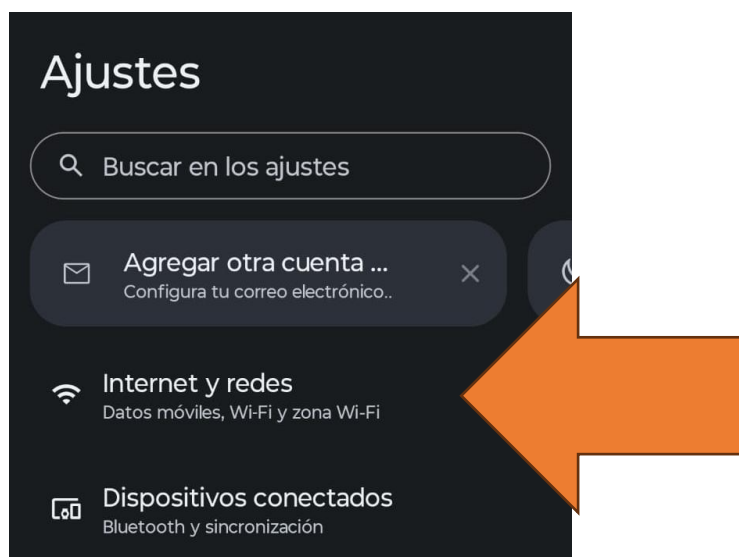 Ajustes
Buscar en los ajustes
Agregar otra cuenta ...
Configura tu correo electrónico..
Internet y redes
Datos móviles, Wi-Fi y zona Wi-Fi
Dispositivos conectados
Bluetooth y sincronización